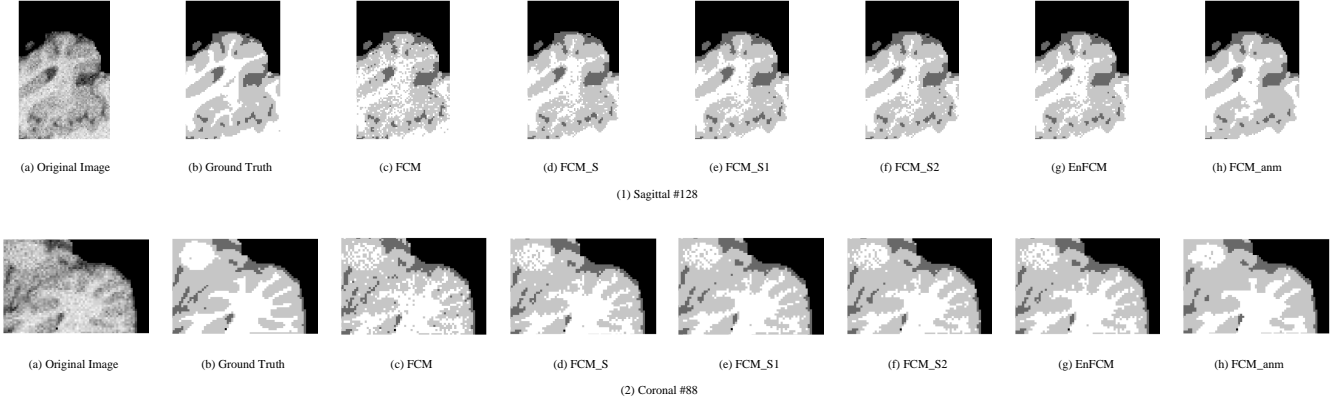 (a) Original Image (b) Ground Truth (c) FCM (d) FCM_S (e) FCM_S1 (f) FCM_S2 (g) EnFCM (h) FCM_anm
(1) Sagittal #128
(a) Original Image (b) Ground Truth (c) FCM (d) FCM_S (e) FCM_S1 (f) FCM_S2 (g) EnFCM (h) FCM_anm
(2) Coronal #88